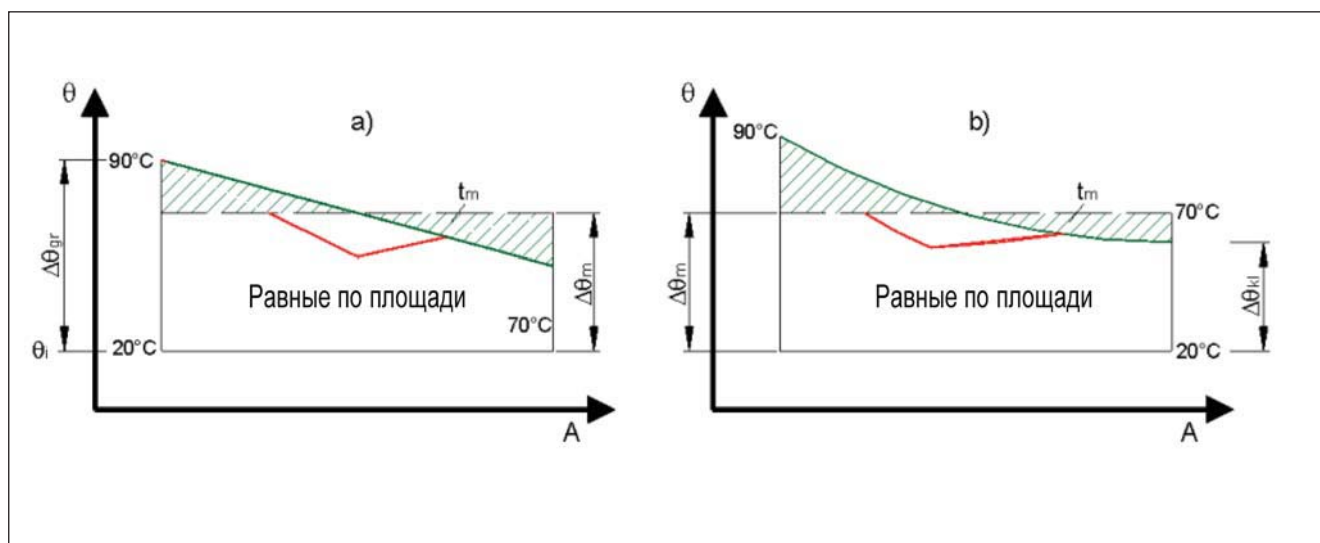 θ
a)
90°C
tm
Δθgr
Δθm
Равные по площади
70°C
θi
20°C
A
θ
b)
90°C
tm
70°C
Δθm
Δθkl
Равные по площади
20°C
A